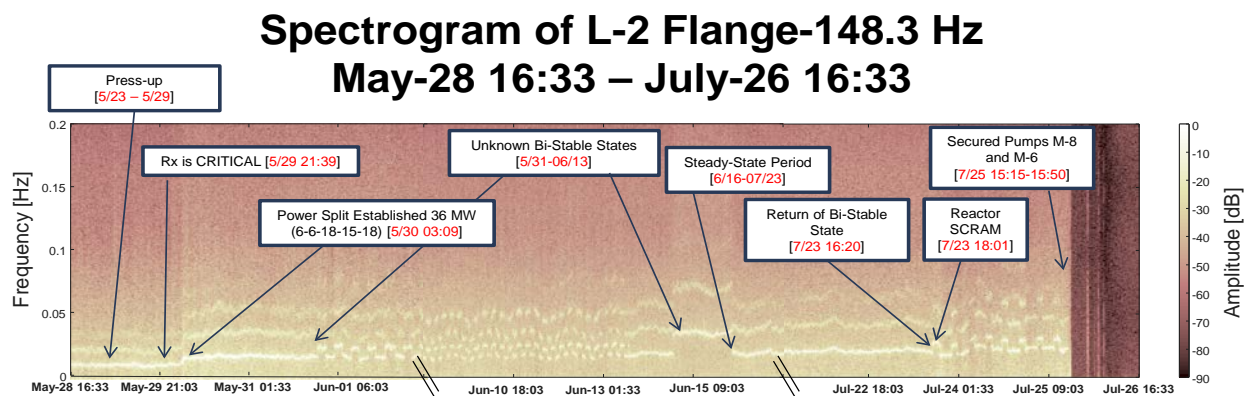 Spectrogram of L-2 Flange-148.3 Hz
May-28 16:33 – July-26 16:33
Press-up
[5/23 – 5/29]
Rx is CRITICAL [5/29 21:39]
Power Split Established 36 MW
(6-6-18-15-18) [5/30 03:09]
Unknown Bi-Stable States
[5/31-06/13]
Steady-State Period
[6/16-07/23]
Return of Bi-Stable
State
[7/23 16:20]
Reactor
SCRAM
[7/23 18:01]
Secured Pumps M-8
and M-6
[7/25 15:15-15:50]
Frequency [Hz]
0.2
0.15
0.1
0.05
0
May-28 16:33 May-29 21:03 May-31 01:33 Jun-01 06:03 Jun-10 18:03 Jun-13 01:33 Jun-15 09:03 Jul-22 18:03 Jul-24 01:33 Jul-25 09:03 Jul-26 16:33
0
-10
-20
-30
-40
-50
-60
-70
-80
-90
Amplitude [dB]